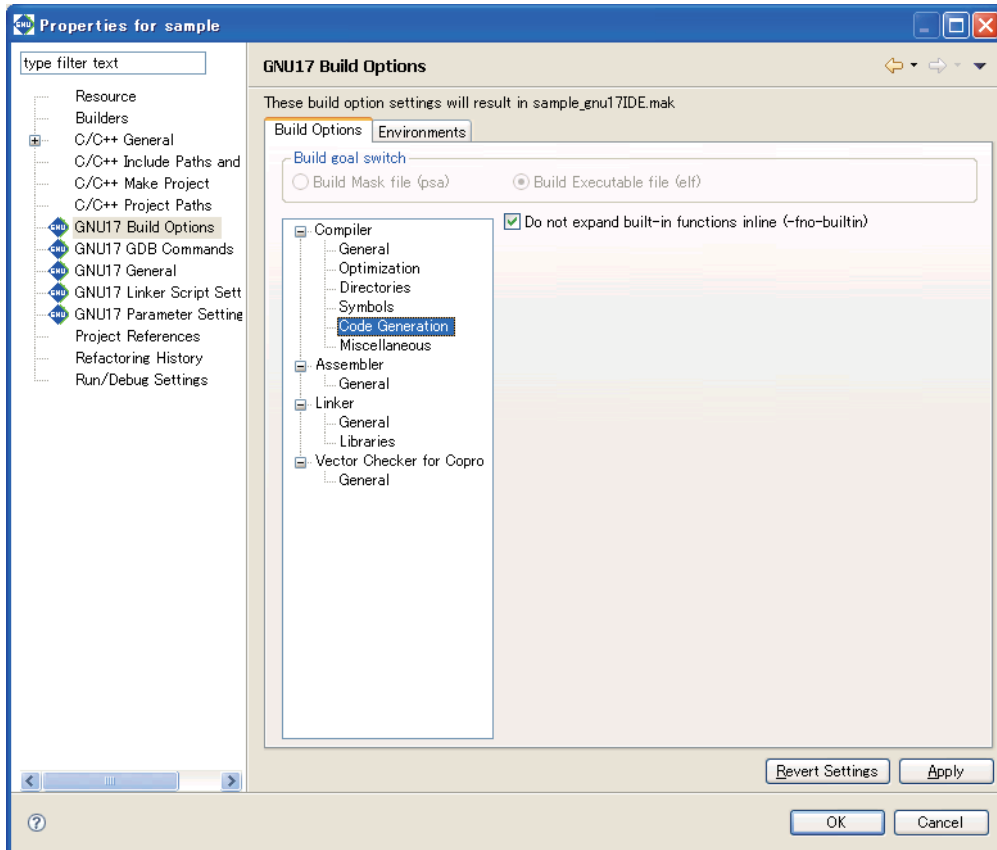 Properties for sample
type filter text
Resource
Builders
C/C++ General
C/C++ Include Paths and
C/C++ Make Project
C/C++ Project Paths
GNU17 Build Options
GNU17 GDB Commands
GNU17 General
GNU17 Linker Script Sett
GNU17 Parameter Setting
Project References
Refactoring History
Run/Debug Settings
GNU17 Build Options
These build option settings will result in sample_gnu17IDE.mak
Build Options Environments
Build goal switch
Build Mask file (psa) Build Executable file (elf)
Compiler
General
Optimization
Directories
Symbols
Code Generation
Miscellaneous
Assembler
General
Linker
General
Libraries
Vector Checker for Copro
General
Do not expand built-in functions inline (-fno-builtin)
Revert Settings Apply
OK Cancel